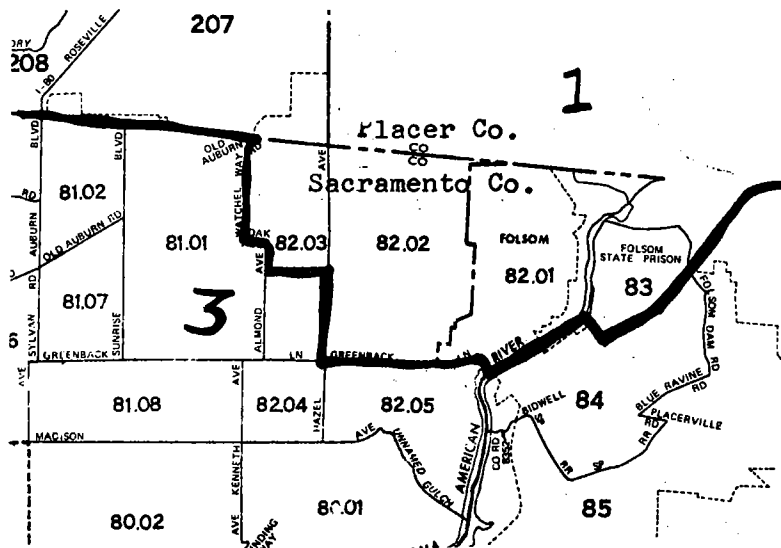 207
208
I-80
ROSEVILLE
1
Placer Co.
CO
CO
Sacramento Co.
OLD
AUBURN
RD
BLVD
BLVD
WATCHEL WAY
AVE
81.02
RD
AUBURN
OLD AUBURN RD
81.01
OAK
AVE
82.03
82.02
FOLSOM
82.01
FOLSOM
STATE PRISON
83
FOLSOM DAM RD
81.07
3
SYLVAN RD
SUNRISE
ALMOND
GREENBACK
LN
GREENBACK
LN
RIVER
AVE
AVE
81.08
82.04
HAZEL
82.05
AMERICAN
BIDWELL
ST
84
BLUE RAVINE
RD
PLACERVILLE
RD
RR
RR
MADISON
AVE
UNNAMED GULCH
CO RD
KENNETH
AVE
80.02
80.01
85